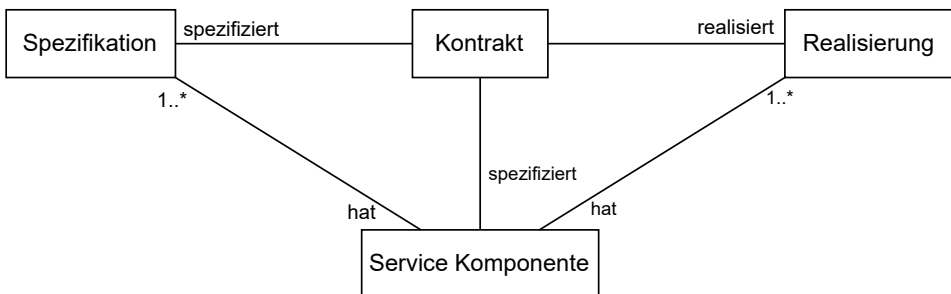 Spezifikation
spezifiziert
Kontrakt
realisiert
Realisierung
1..*
1..*
spezifiziert
hat
hat
Service Komponente